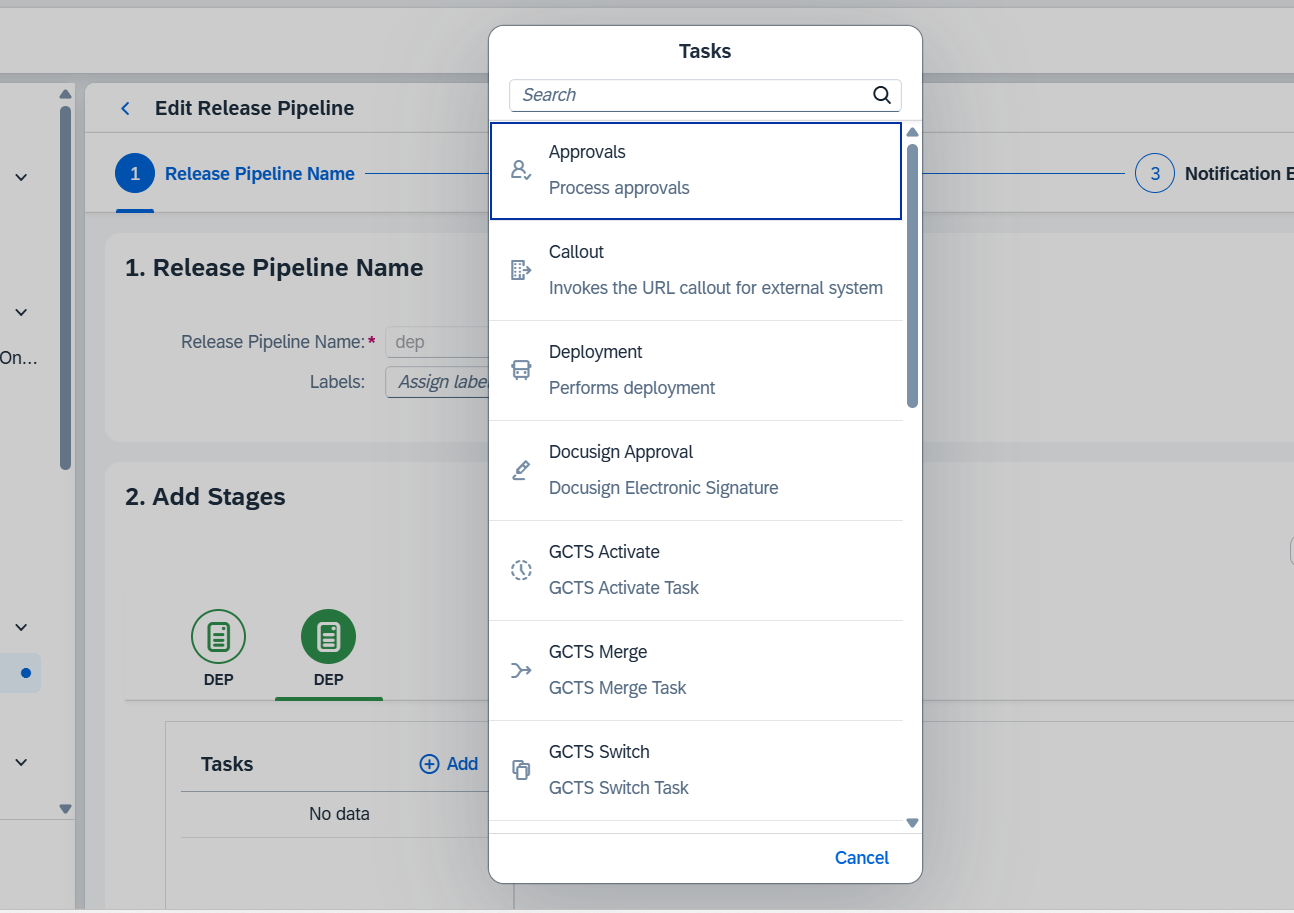 Tasks
Search
Edit Release Pipeline
1 Release Pipeline Name
3 Notification E
Approvals
Process approvals
1. Release Pipeline Name
Callout
Invokes the URL callout for external system
Release Pipeline Name:* dep
On...
Deployment
Performs deployment
Labels: Assign labe
Docusign Approval
Docusign Electronic Signature
2. Add Stages
GCTS Activate
GCTS Activate Task
DEP
DEP
GCTS Merge
GCTS Merge Task
GCTS Switch
GCTS Switch Task
Tasks
Add
No data
Cancel